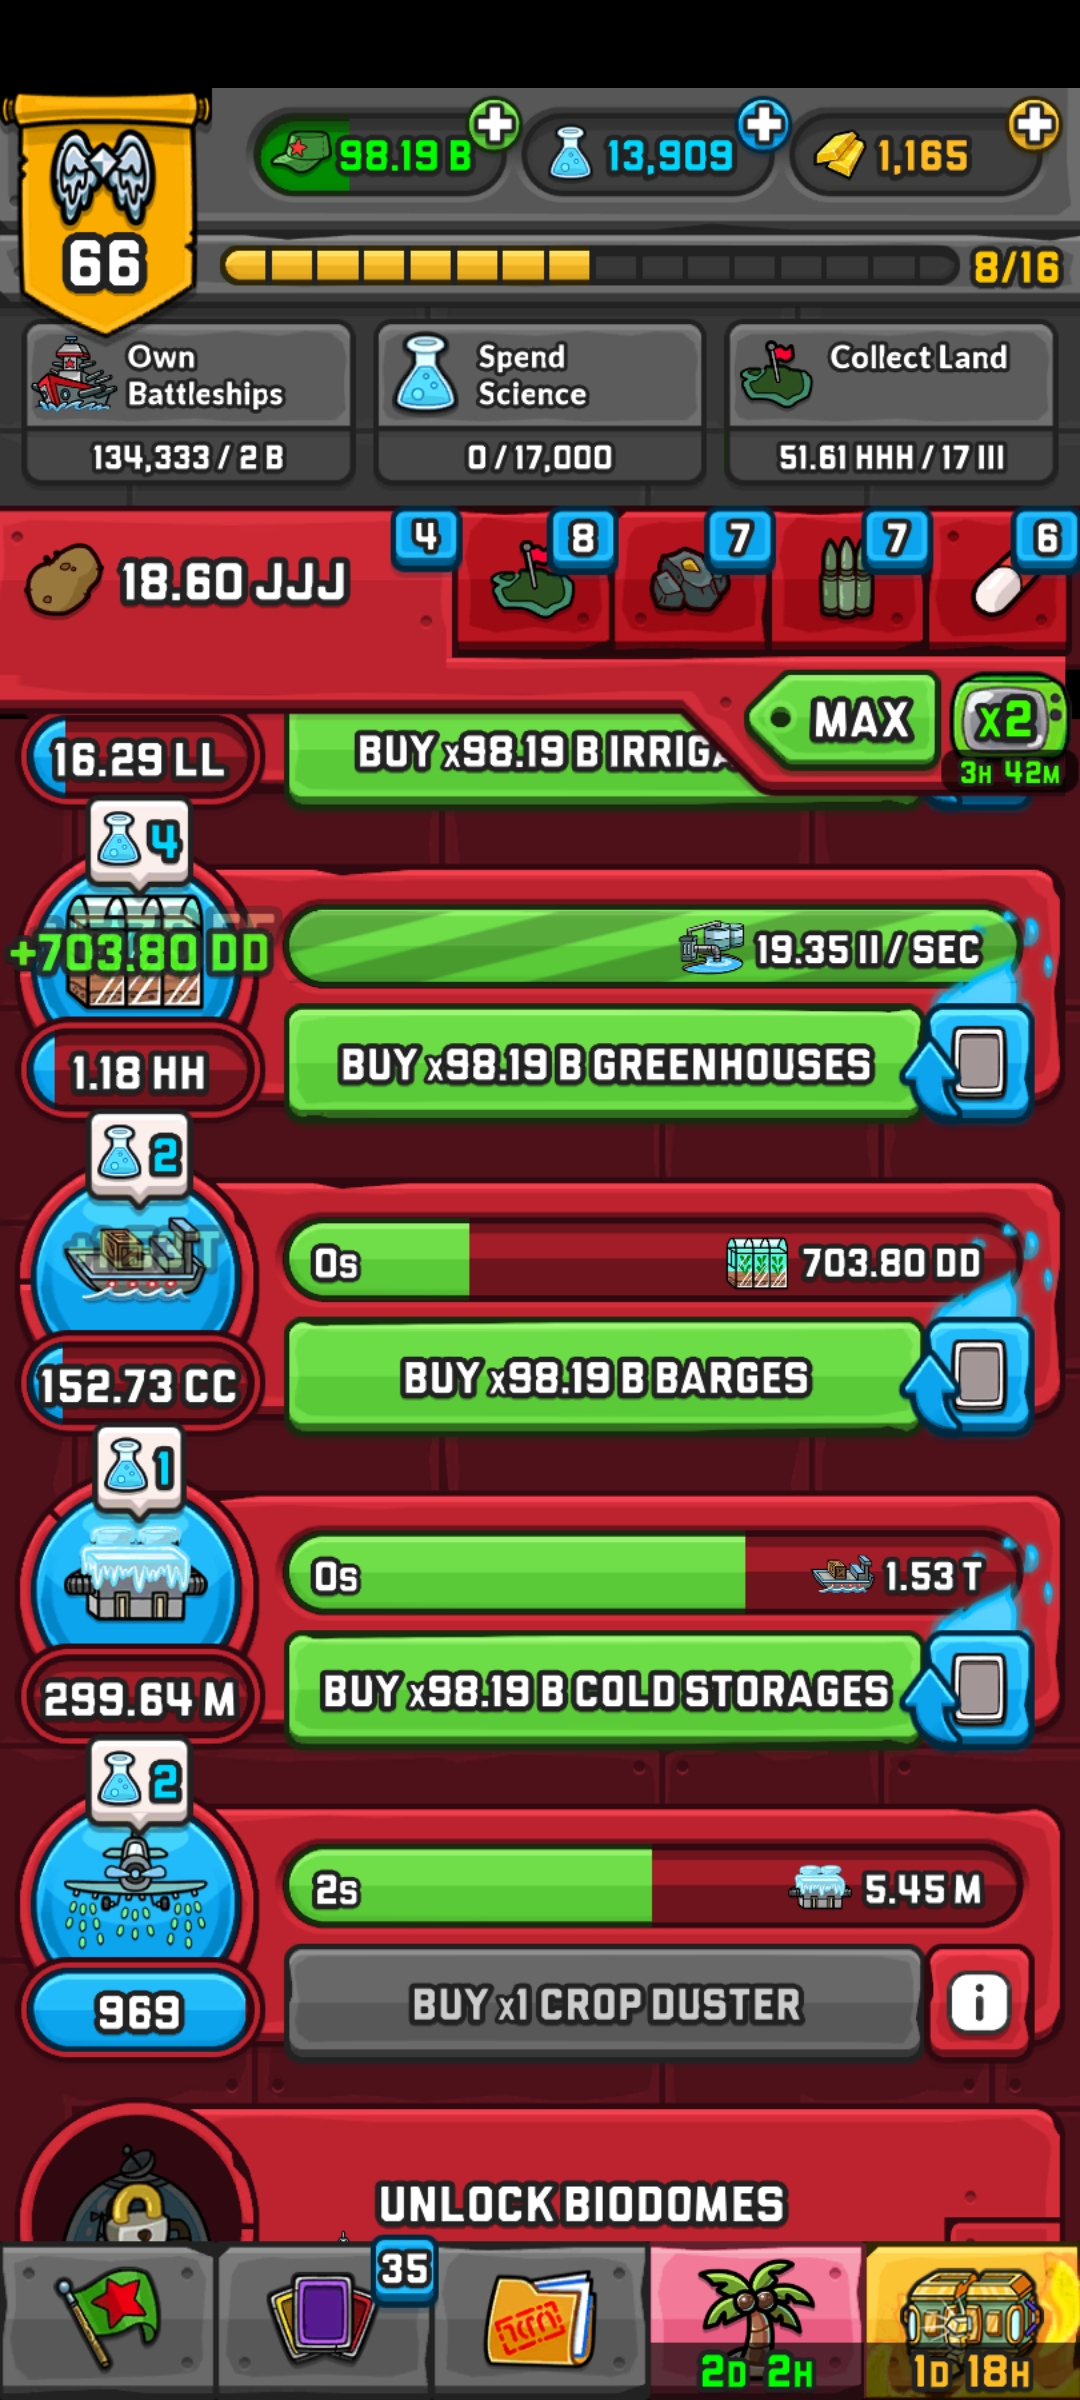 98.19 B
13,909
1,165
66
8/16
Own
Battleships
134,333 / 2 B
Spend
Science
0 / 17,000
Collect Land
51.61 HHH / 17 III
18.60 JJJ
4
8
7
7
6
MAX
x2
3H 42M
16.29 LL
BUY x98.19 B IRRIGA
4
+703.80 DD
19.35 II / SEC
1.18 HH
BUY x98.19 B GREENHOUSES
2
0s
703.80 DD
152.73 CC
BUY x98.19 B BARGES
1
0s
1.53 T
299.64 M
BUY x98.19 B COLD STORAGES
2
2s
5.45 M
969
BUY x1 CROP DUSTER
i
UNLOCK BIODOMES
35
2D 2H
1D 18H